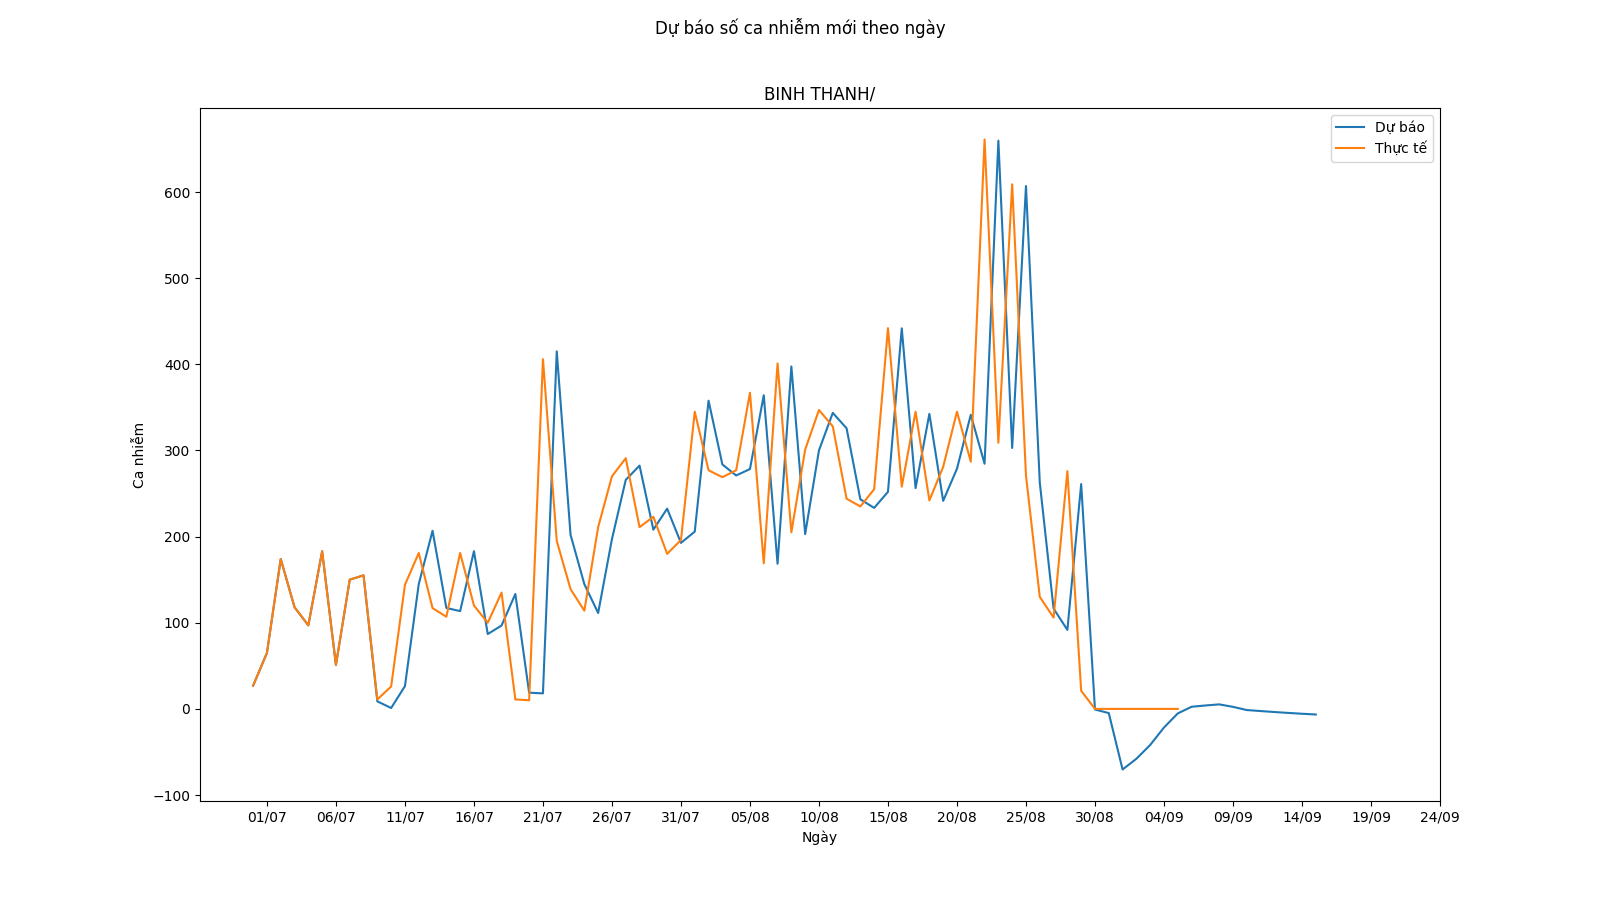 Dự báo số ca nhiễm mới theo ngày
BINH THANH/
Dự báo
Thực tế
Ca nhiễm
600
500
400
300
200
100
0
−100
01/07 06/07 11/07 16/07 21/07 26/07 31/07 05/08 10/08 15/08 20/08 25/08 30/08 04/09 09/09 14/09 19/09 24/09
Ngày